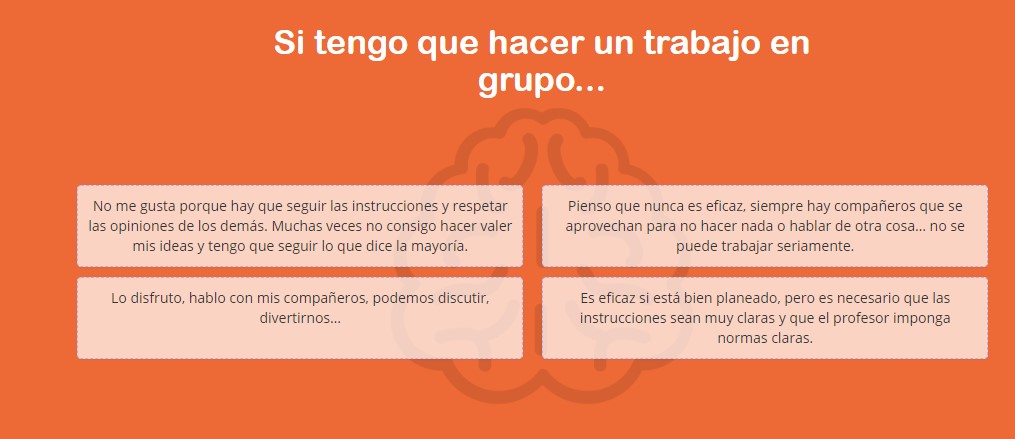 Si tengo que hacer un trabajo en
grupo...
No me gusta porque hay que seguir las instrucciones y respetar
las opiniones de los demás. Muchas veces no consigo hacer valer
mis ideas y tengo que seguir lo que dice la mayoría.
Pienso que nunca es eficaz, siempre hay compañeros que se
aprovechan para no hacer nada o hablar de otra cosa... no se
puede trabajar seriamente.
Lo disfruto, hablo con mis compañeros, podemos discutir,
divertirnos...
Es eficaz si está bien planeado, pero es necesario que las
instrucciones sean muy claras y que el profesor imponga
normas claras.